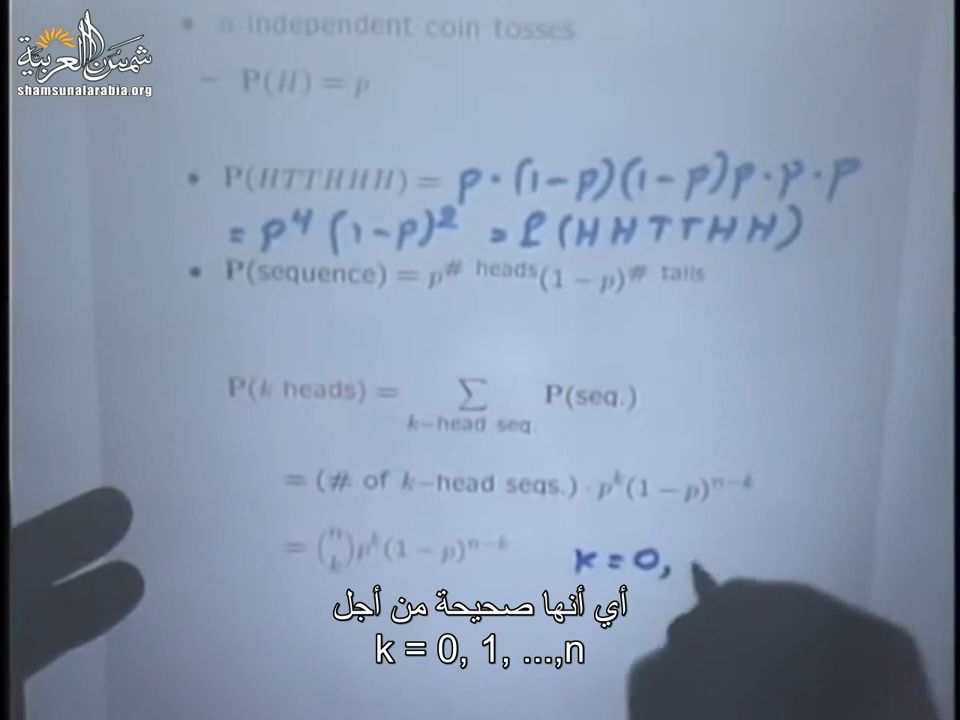 شمس العربية
shamsunalarabia.org
• n independent coin tosses
– P(H) = p
• P(HTTHHH) = p · (1-p)(1-p)p·p·p
= p⁴ (1-p)² = P(HHTTHH)
• P(sequence) = p^# heads (1 − p)^# tails
P(k heads) = ∑ P(seq.)
k−head seq.
= (# of k−head seqs.) · p^k(1 − p)^n−k
= (n k)p^k(1 − p)^n−k k = 0,
أي أنها صحيحة من أجل
k = 0, 1, ...,n